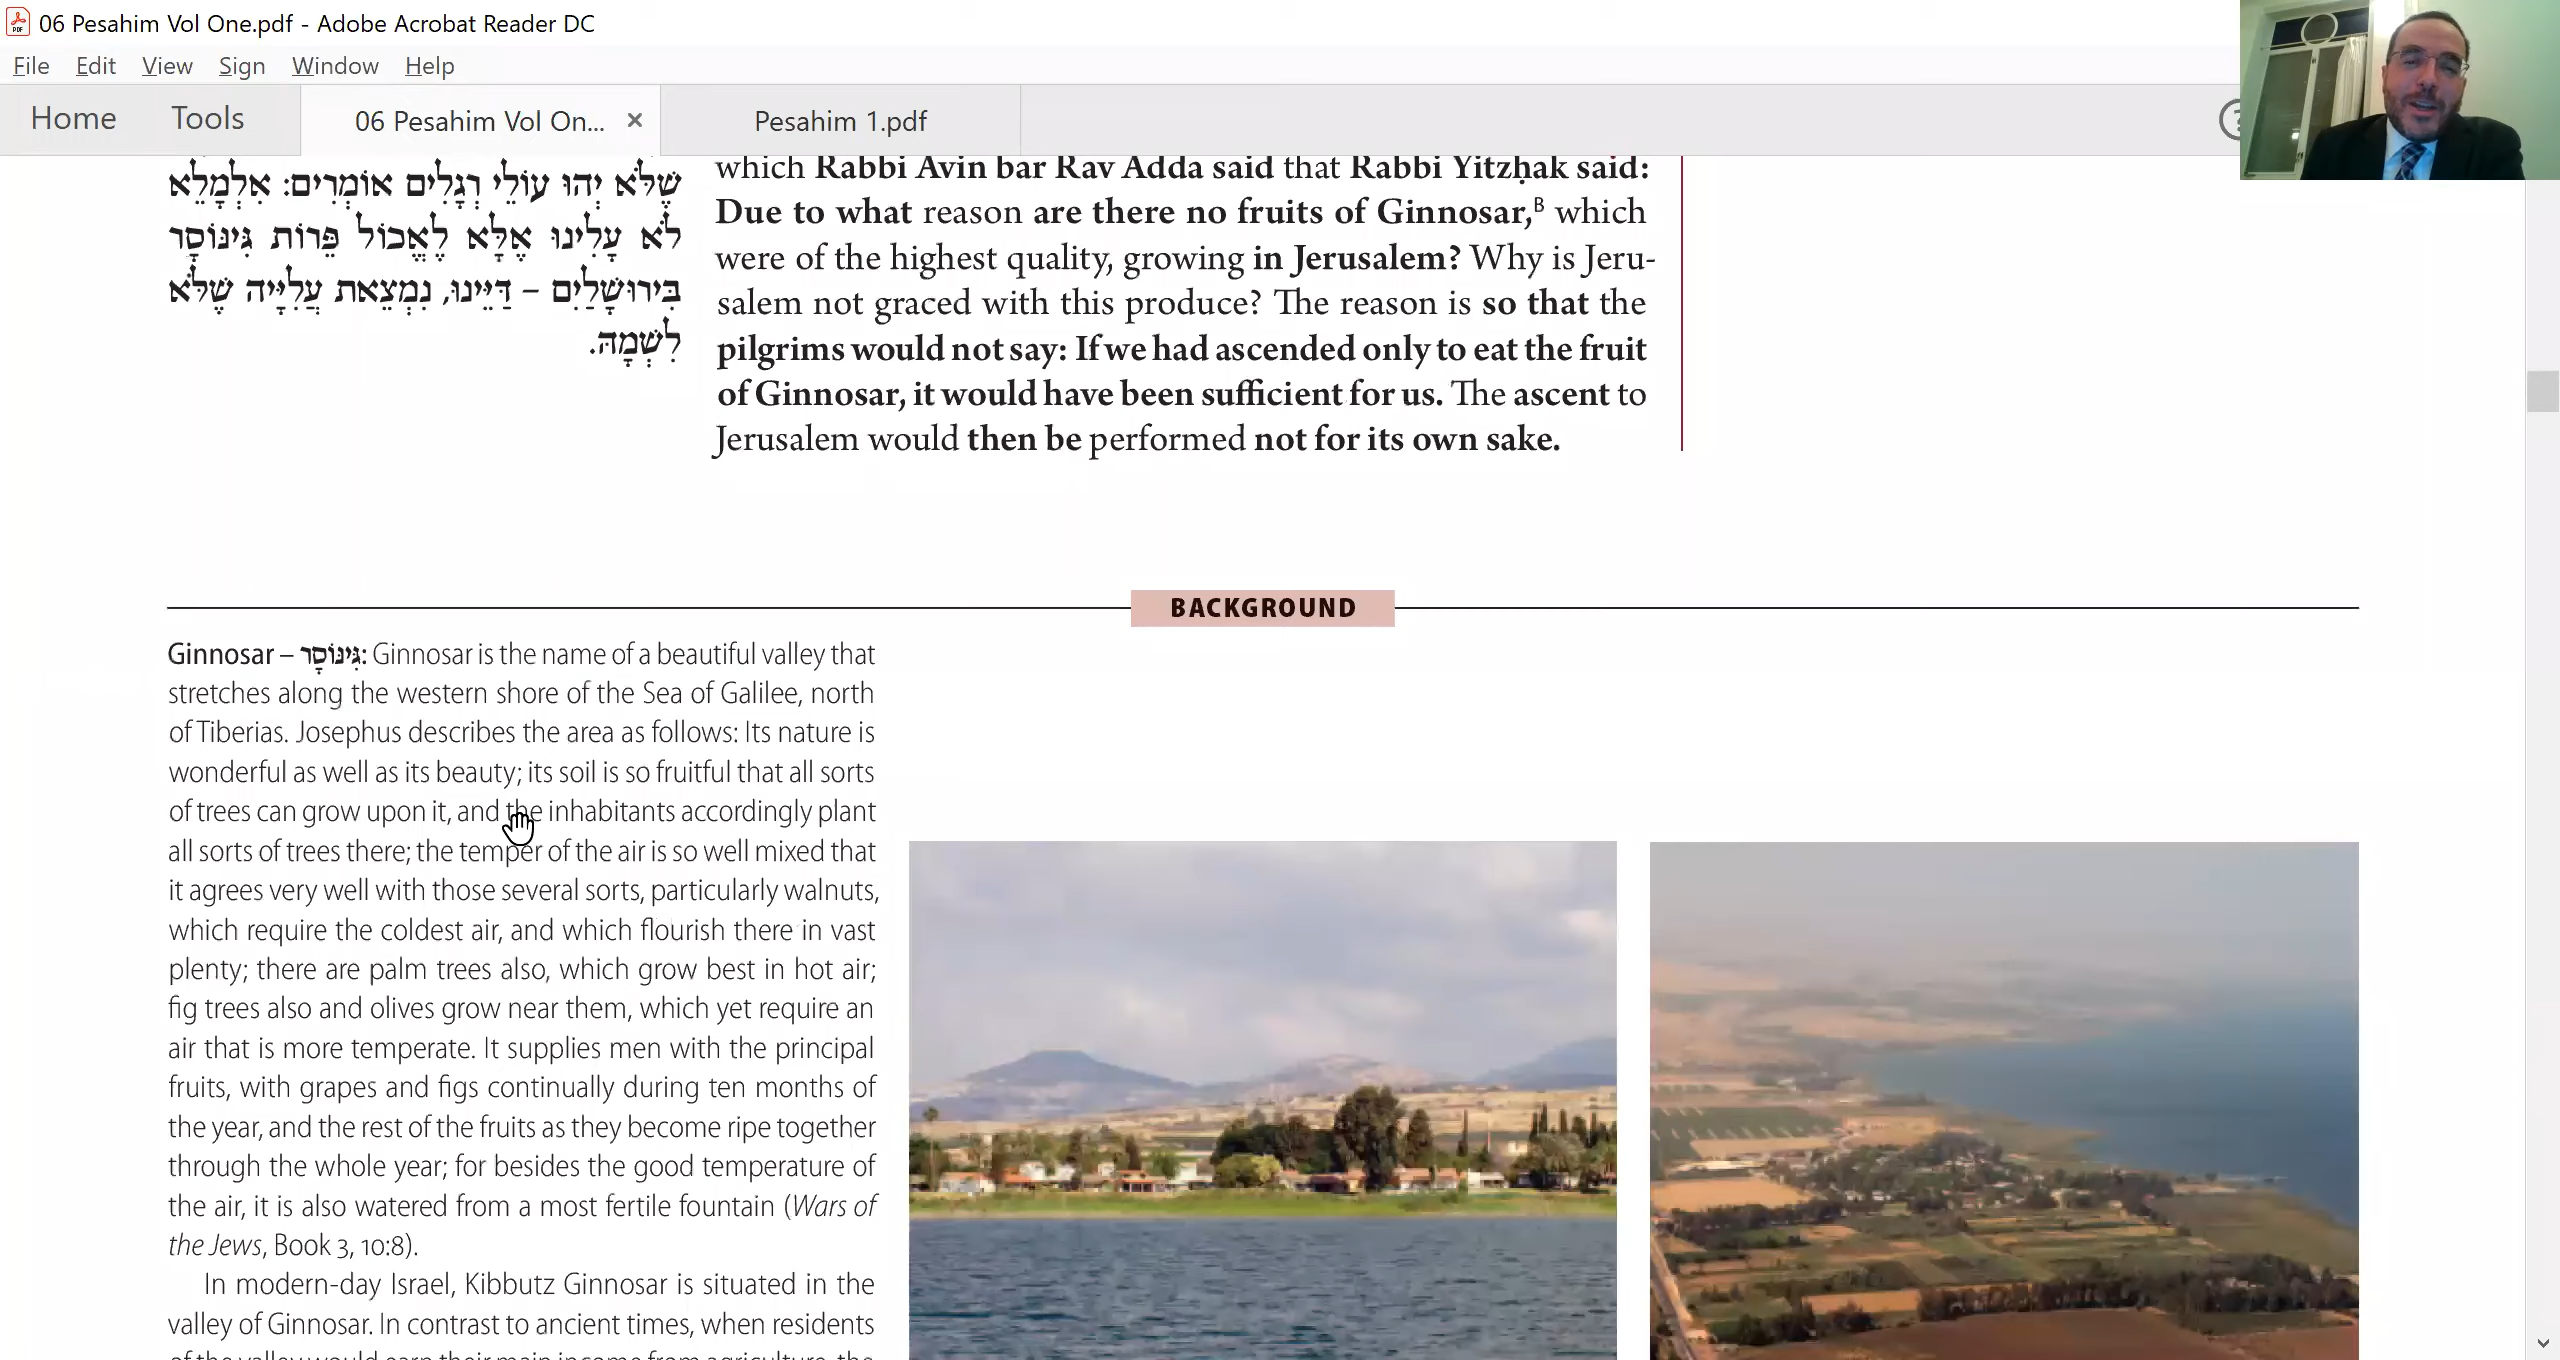 06 Pesahim Vol One.pdf - Adobe Acrobat Reader DC
File Edit View Sign Window Help
Home Tools 06 Pesahim Vol On... × Pesahim 1.pdf
שֶׁלֹּא יְהוּ עוֹלֵי רְגָלִים אוֹמְרִים: אִלְמָלֵא
לֹא עָלִינוּ אֶלָּא לֶאֱכוֹל פֵּרוֹת גִּינּוֹסָר
בִּירוּשָׁלַיִם – דַּיֵּינוּ, נִמְצֵאת עֲלִיָּיה שֶׁלֹּא
לִשְׁמָהּ.
which Rabbi Avin bar Rav Adda said that Rabbi Yitzḥak said:
Due to what reason are there no fruits of Ginnosar,ᴮ which
were of the highest quality, growing in Jerusalem? Why is Jeru-
salem not graced with this produce? The reason is so that the
pilgrims would not say: If we had ascended only to eat the fruit
of Ginnosar, it would have been sufficient for us. The ascent to
Jerusalem would then be performed not for its own sake.
BACKGROUND
Ginnosar – גִּינּוֹסָר: Ginnosar is the name of a beautiful valley that
stretches along the western shore of the Sea of Galilee, north
of Tiberias. Josephus describes the area as follows: Its nature is
wonderful as well as its beauty; its soil is so fruitful that all sorts
of trees can grow upon it, and the inhabitants accordingly plant
all sorts of trees there; the temper of the air is so well mixed that
it agrees very well with those several sorts, particularly walnuts,
which require the coldest air, and which flourish there in vast
plenty; there are palm trees also, which grow best in hot air;
fig trees also and olives grow near them, which yet require an
air that is more temperate. It supplies men with the principal
fruits, with grapes and figs continually during ten months of
the year, and the rest of the fruits as they become ripe together
through the whole year; for besides the good temperature of
the air, it is also watered from a most fertile fountain (Wars of
the Jews, Book 3, 10:8).
In modern-day Israel, Kibbutz Ginnosar is situated in the
valley of Ginnosar. In contrast to ancient times, when residents
of the valley would earn their main income from agriculture, the